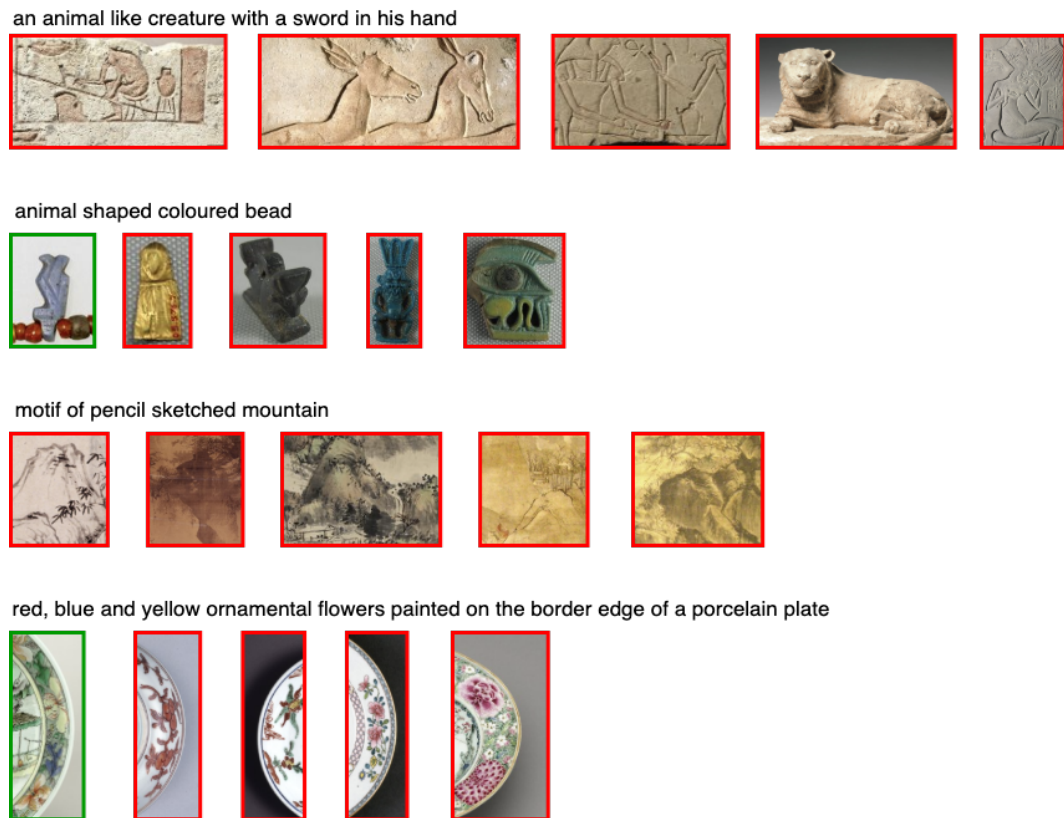 an animal like creature with a sword in his hand
animal shaped coloured bead
motif of pencil sketched mountain
red, blue and yellow ornamental flowers painted on the border edge of a porcelain plate